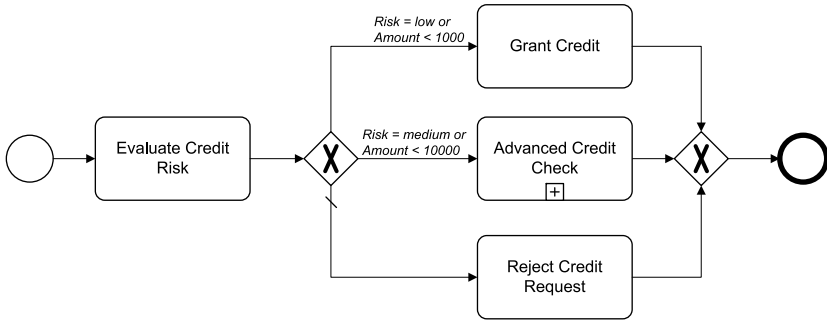 Risk = low or
Amount < 1000
Grant Credit
Evaluate Credit
Risk
Risk = medium or
Amount < 10000
Advanced Credit
Check
Reject Credit
Request